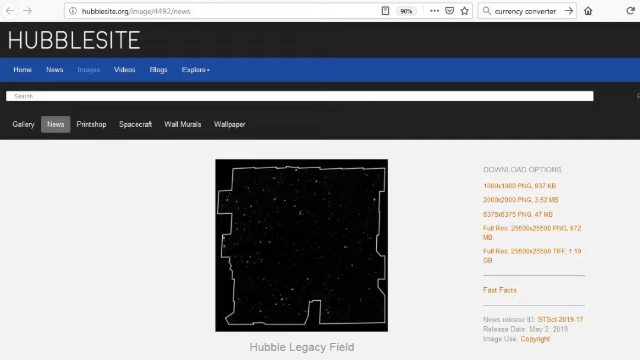 hubblesite.org/image/4492/news
90%
currency converter
HUBBLESITE
Home News Images Videos Blogs Explore
Search
Gallery News Printshop Spacecraft Wall Murals Wallpaper
DOWNLOAD OPTIONS
1000x1000 PNG, 937 KB
2000x2000 PNG, 3.52 MB
6375x6375 PNG, 47 MB
Full Res. 25500x25500 PNG, 672
MB
Full Res. 25500x25500 TIFF, 1.19
GB
Fast Facts
News release ID: STScI-2019-17
Release Date: May 2, 2019
Image Use: Copyright
Hubble Legacy Field